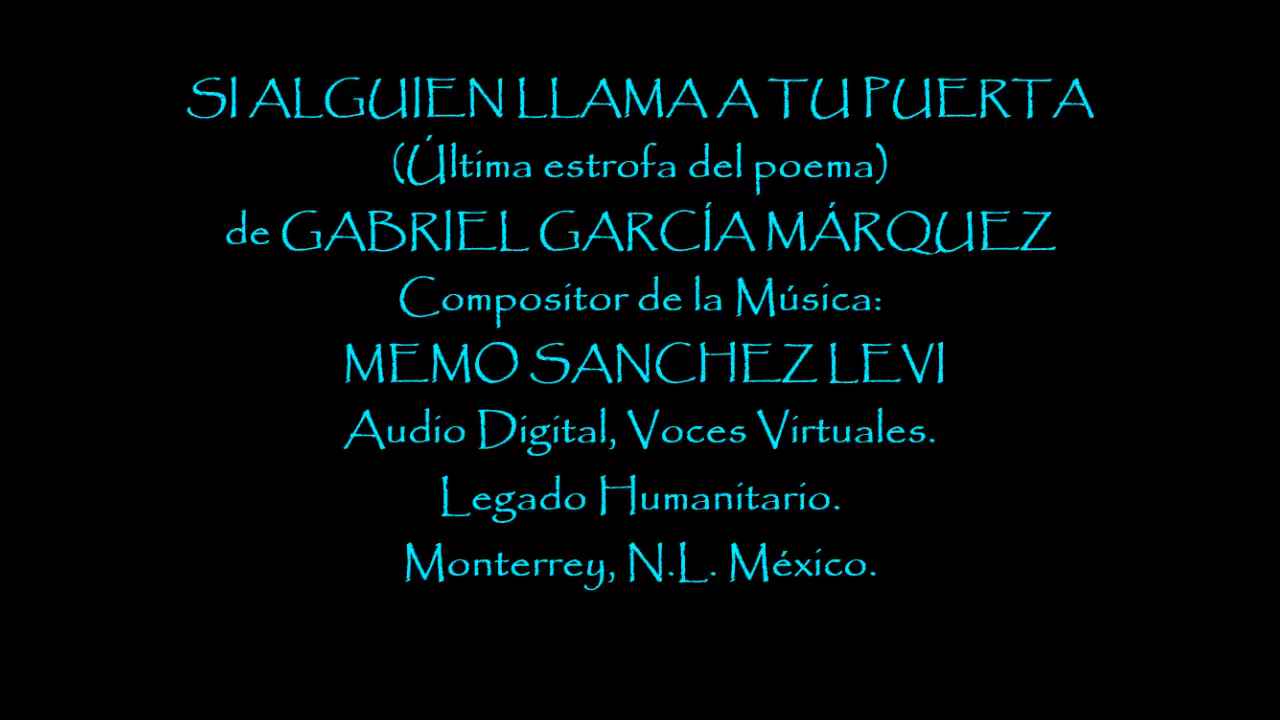 SI ALGUIEN LLAMA A TU PUERTA
(Última estrofa del poema)
de GABRIEL GARCÍA MÁRQUEZ
Compositor de la Música:
MEMO SANCHEZ LEVI
Audio Digital, Voces Virtuales.
Legado Humanitario.
Monterrey, N.L. México.